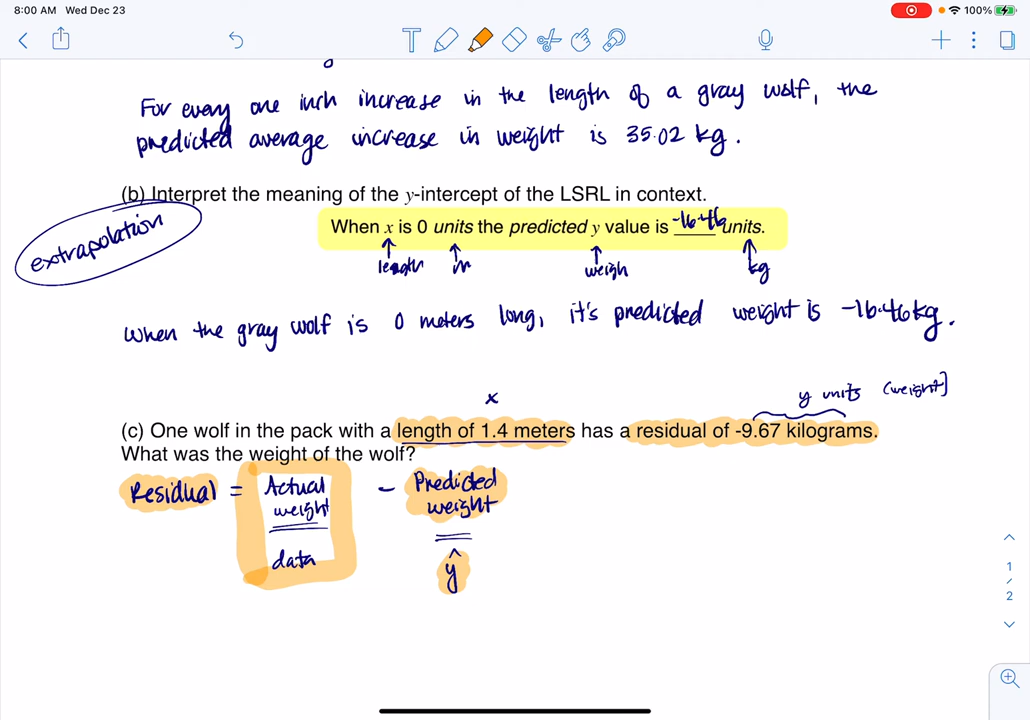 8:00 AM Wed Dec 23
100%
For every one inch increase in the length of a gray wolf, the
predicted average increase in weight is 35.02 kg.
(b) Interpret the meaning of the y-intercept of the LSRL in context.
extrapolation
When x is 0 units the predicted y value is -16.46 units.
length
m
weigh
kg
When the gray wolf is 0 meters long, it's predicted weight is -16.46 kg.
x
y units (weight]
(c) One wolf in the pack with a length of 1.4 meters has a residual of -9.67 kilograms.
What was the weight of the wolf?
Residual = Actual weight - Predicted weight
data
ŷ
1
/
2